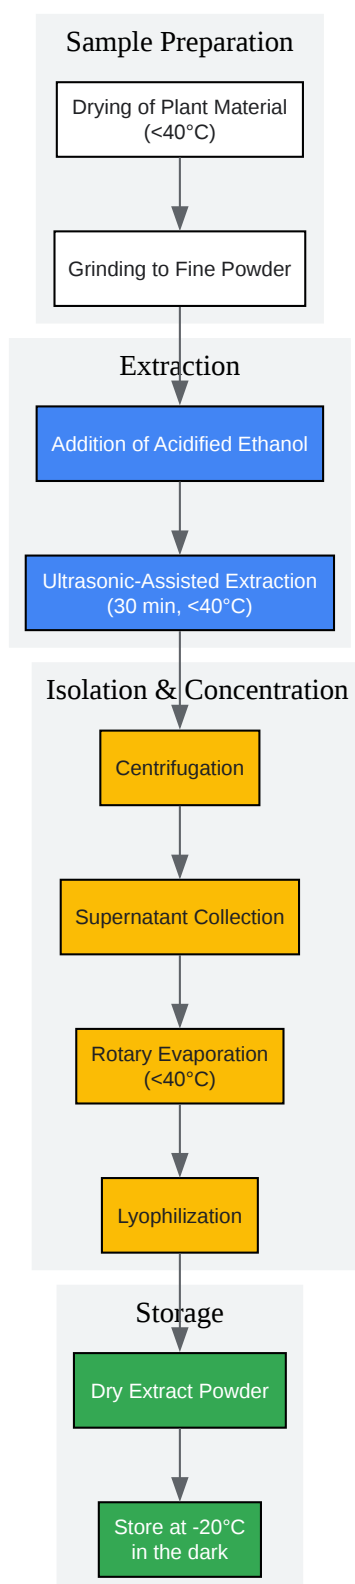 Sample Preparation
Drying of Plant Material
(<40°C)
Grinding to Fine Powder
Extraction
Addition of Acidified Ethanol
Ultrasonic-Assisted Extraction
(30 min, <40°C)
Isolation & Concentration
Centrifugation
Supernatant Collection
Rotary Evaporation
(<40°C)
Lyophilization
Storage
Dry Extract Powder
Store at -20°C
in the dark